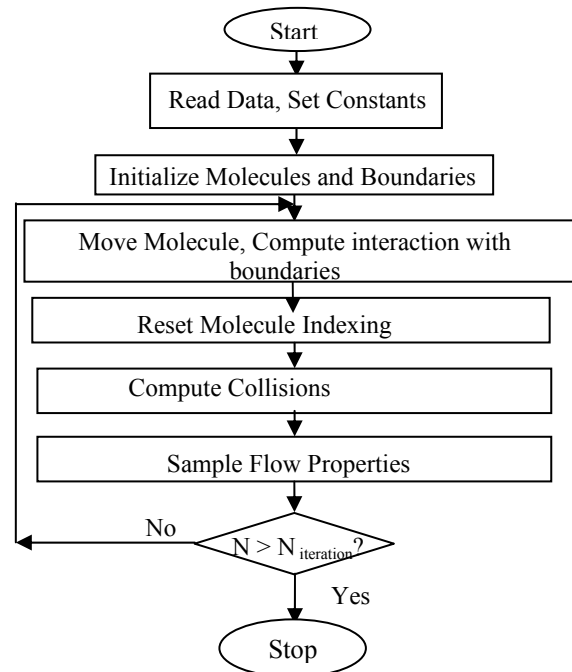 Start
Read Data, Set Constants
Initialize Molecules and Boundaries
Move Molecule, Compute interaction with
boundaries
Reset Molecule Indexing
Compute Collisions
Sample Flow Properties
No
N > N iteration?
Yes
Stop